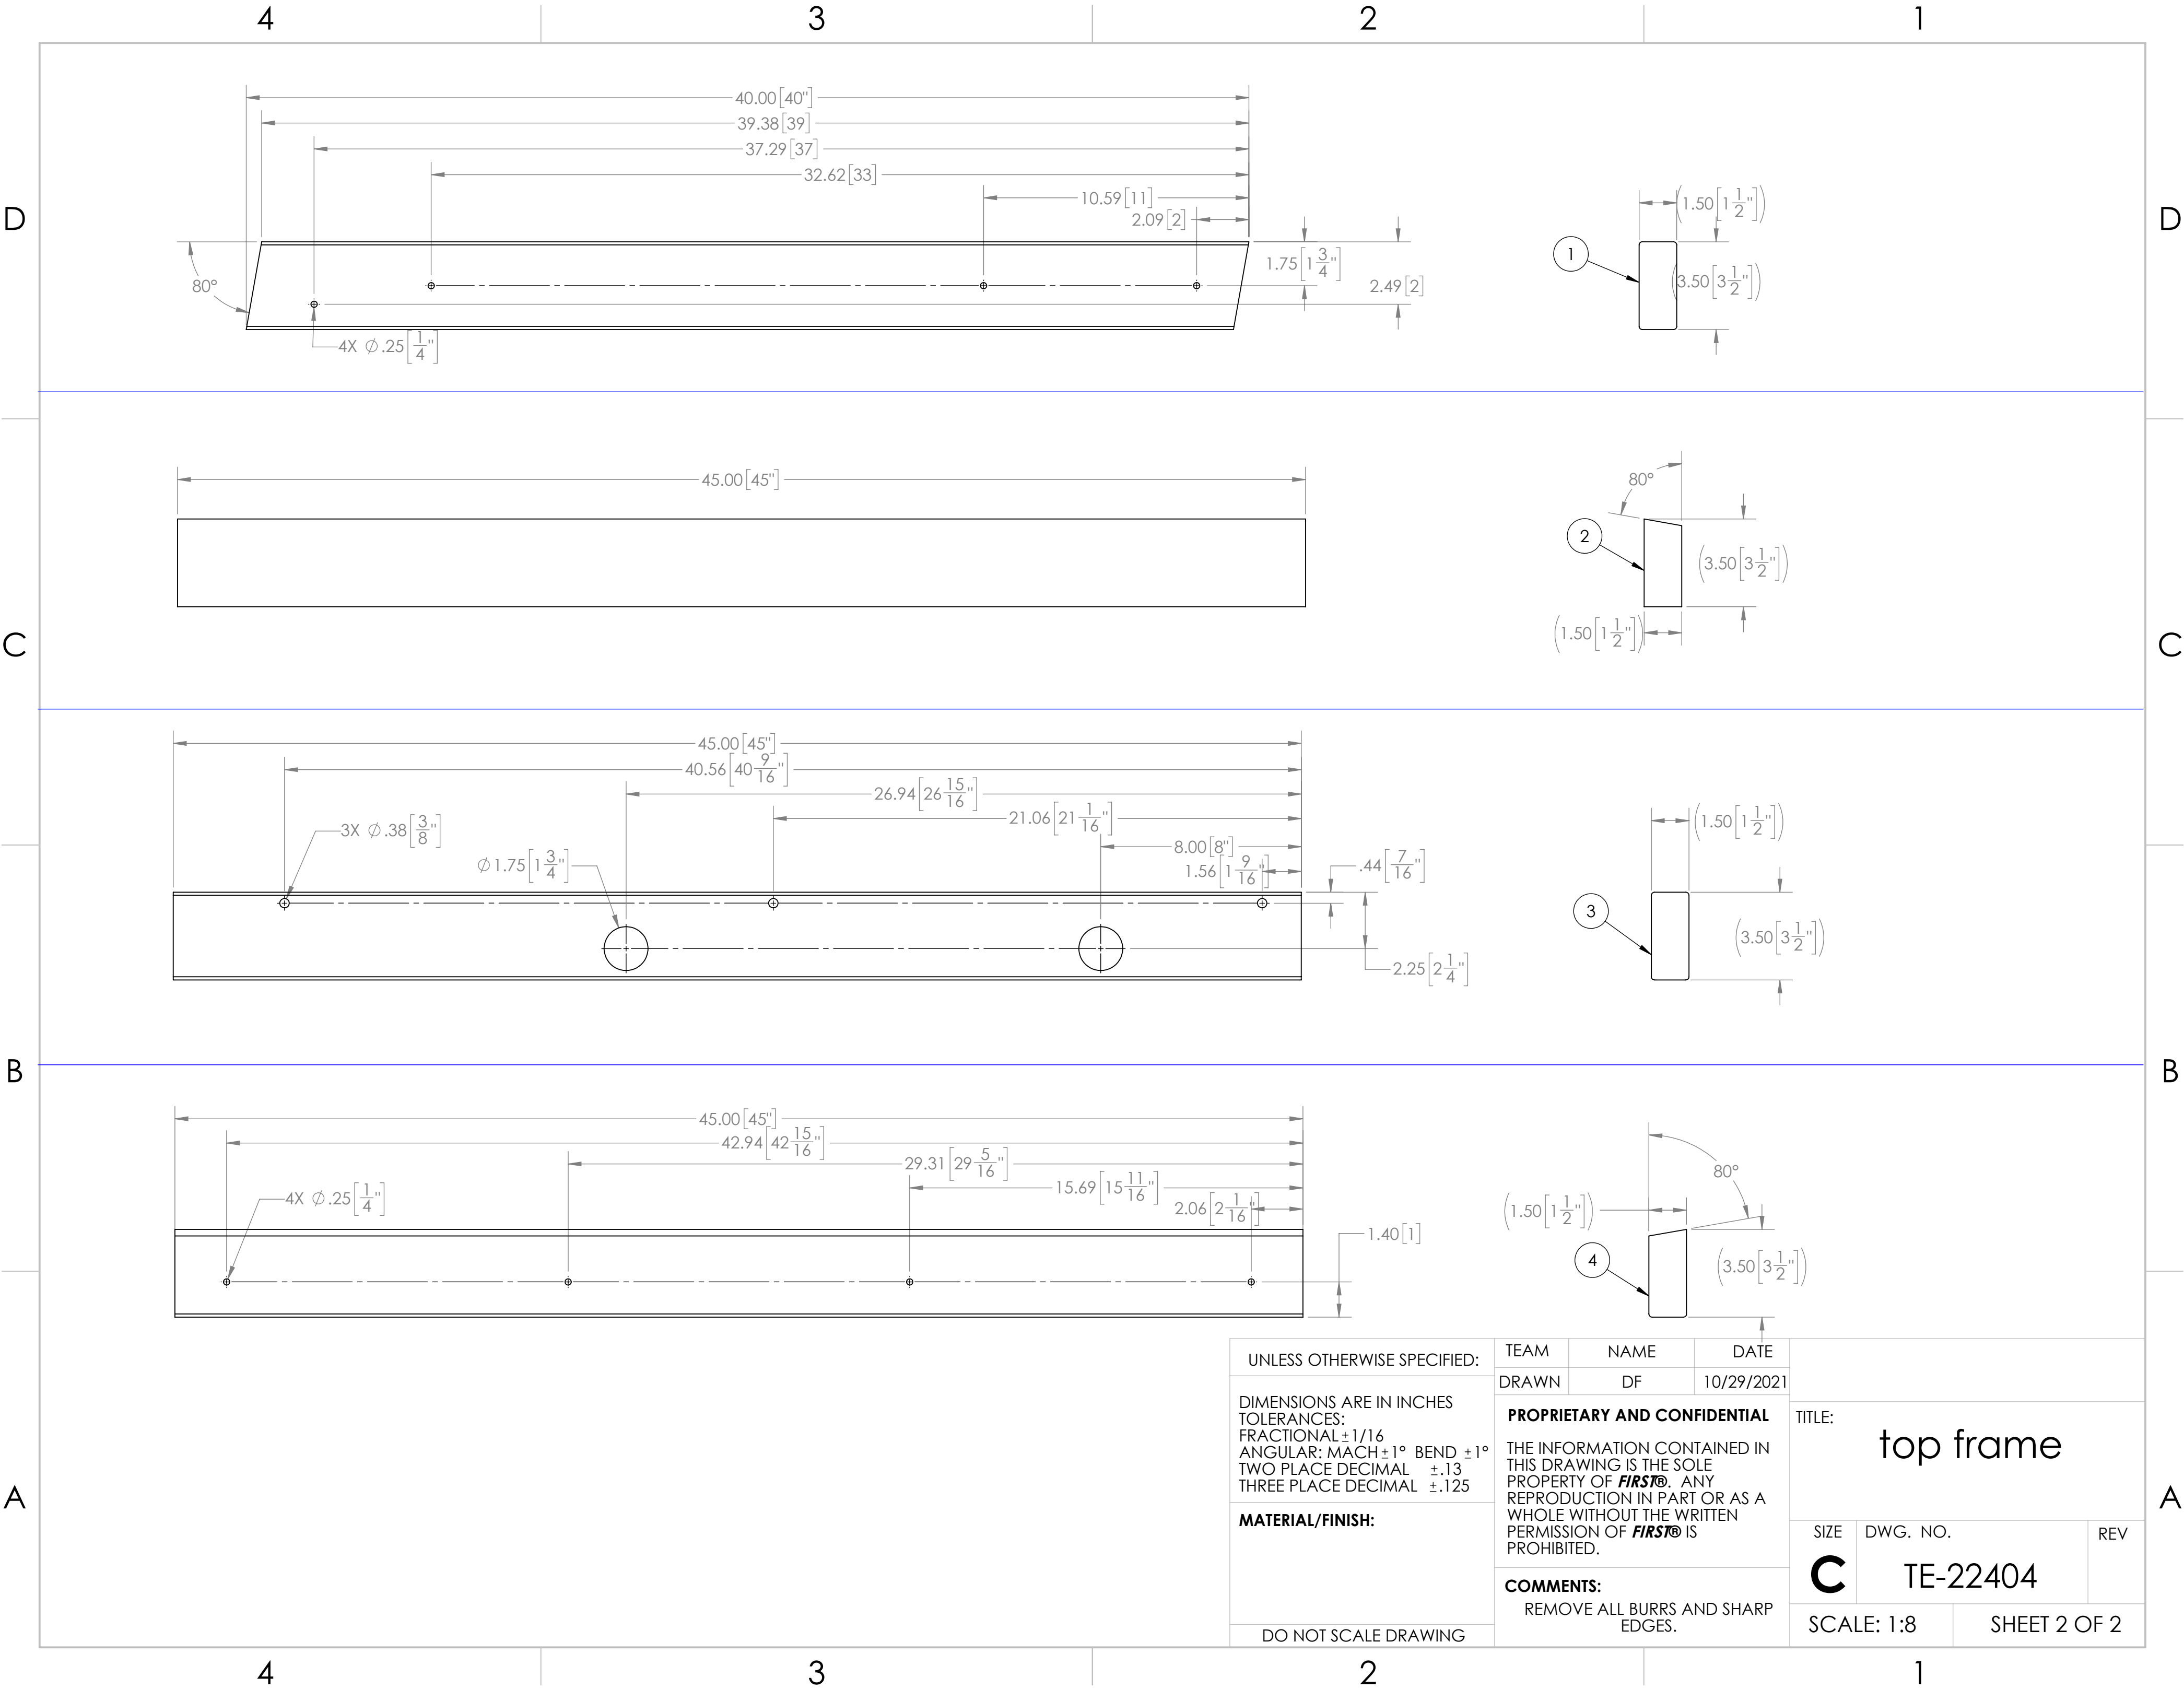 4 3 2 1
D D
40.00[40"]
39.38[39]
37.29[37]
32.62[33]
10.59[11]
2.09[2]
1.75[1 3/4"]
2.49[2]
80°
4X ∅.25[1/4"]
(1.50[1 1/2"])
1
(3.50[3 1/2"])
45.00[45"]
80°
2
(3.50[3 1/2"])
(1.50[1 1/2"])
C C
45.00[45"]
40.56[40 9/16"]
26.94[26 15/16"]
21.06[21 1/16"]
8.00[8"]
1.56[1 9/16"]
3X ∅.38[3/8"]
∅1.75[1 3/4"]
.44[7/16"]
2.25[2 1/4"]
(1.50[1 1/2"])
3
(3.50[3 1/2"])
B B
45.00[45"]
42.94[42 15/16"]
29.31[29 5/16"]
15.69[15 11/16"]
2.06[2 1/16"]
4X ∅.25[1/4"]
1.40[1]
80°
(1.50[1 1/2"])
4
(3.50[3 1/2"])
A A
UNLESS OTHERWISE SPECIFIED:
DIMENSIONS ARE IN INCHES
TOLERANCES:
FRACTIONAL±1/16
ANGULAR: MACH±1° BEND ±1°
TWO PLACE DECIMAL ±.13
THREE PLACE DECIMAL ±.125
MATERIAL/FINISH:
DO NOT SCALE DRAWING
TEAM NAME DATE
DRAWN DF 10/29/2021
PROPRIETARY AND CONFIDENTIAL
THE INFORMATION CONTAINED IN
THIS DRAWING IS THE SOLE
PROPERTY OF FIRST®. ANY
REPRODUCTION IN PART OR AS A
WHOLE WITHOUT THE WRITTEN
PERMISSION OF FIRST® IS
PROHIBITED.
COMMENTS:
REMOVE ALL BURRS AND SHARP
EDGES.
TITLE:
top frame
SIZE DWG. NO. REV
C TE-22404
SCALE: 1:8 SHEET 2 OF 2
4 3 2 1